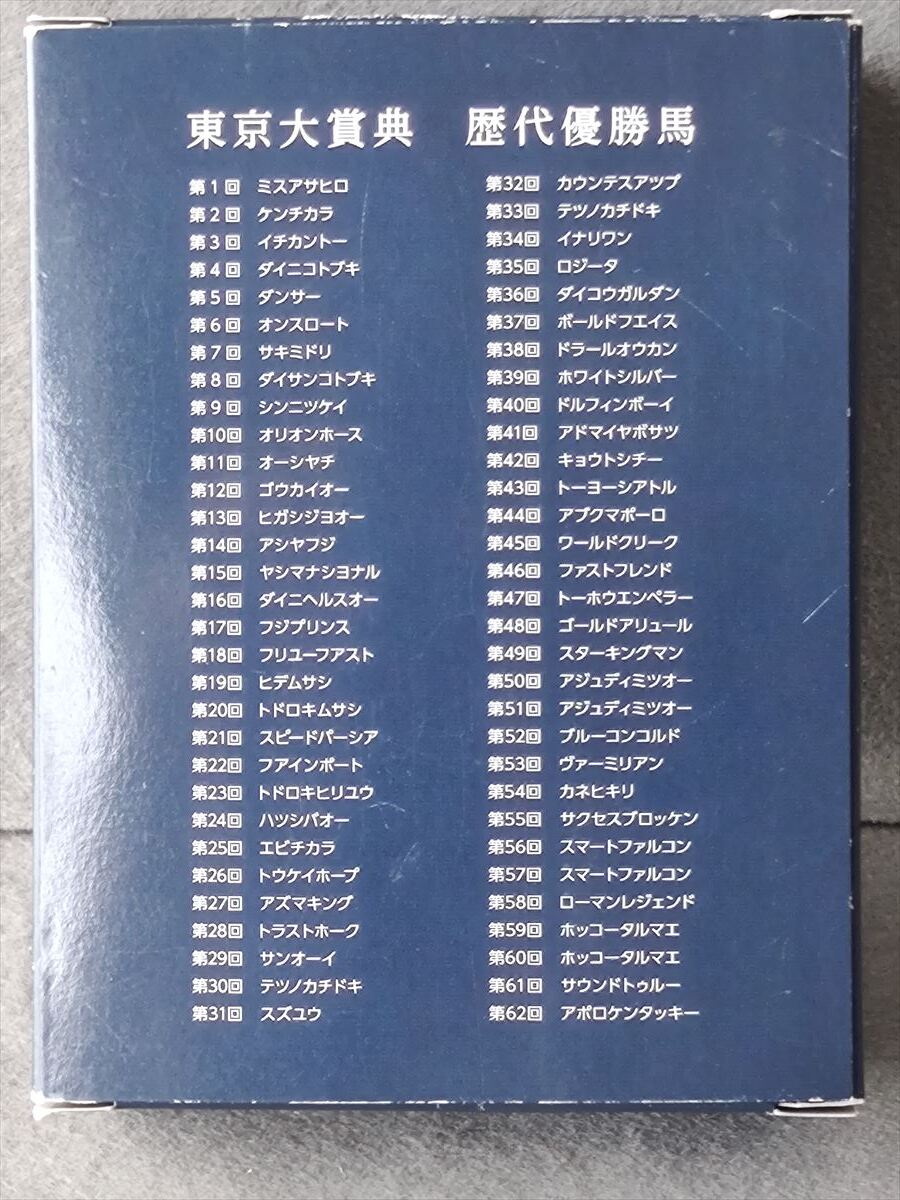 東京大賞典 歴代優勝馬
第1回 ミスアサヒロ
第2回 ケンチカラ
第3回 イチカントー
第4回 ダイニコトブキ
第5回 ダンサー
第6回 オンスロート
第7回 サキミドリ
第8回 ダイサンコトブキ
第9回 シンニツケイ
第10回 オリオンホース
第11回 オーシヤチ
第12回 ゴウカイオー
第13回 ヒガシジヨオー
第14回 アシヤフジ
第15回 ヤシマナシヨナル
第16回 ダイニヘルスオー
第17回 フジプリンス
第18回 フリユーフアスト
第19回 ヒデムサシ
第20回 トドロキムサシ
第21回 スピードパーシア
第22回 フアインポート
第23回 トドロキヒリユウ
第24回 ハツシバオー
第25回 エビチカラ
第26回 トウケイホープ
第27回 アズマキング
第28回 トラストホーク
第29回 サンオーイ
第30回 テツノカチドキ
第31回 スズユウ
第32回 カウンテスアツプ
第33回 テツノカチドキ
第34回 イナリワン
第35回 ロジータ
第36回 ダイコウガルダン
第37回 ボールドフエイス
第38回 ドラールオウカン
第39回 ホワイトシルバー
第40回 ドルフィンボーイ
第41回 アドマイヤボサツ
第42回 キョウトシチー
第43回 トーヨーシアトル
第44回 アブクマポーロ
第45回 ワールドクリーク
第46回 ファストフレンド
第47回 トーホウエンペラー
第48回 ゴールドアリュール
第49回 スターキングマン
第50回 アジュディミツオー
第51回 アジュディミツオー
第52回 ブルーコンコルド
第53回 ヴァーミリアン
第54回 カネヒキリ
第55回 サクセスブロッケン
第56回 スマートファルコン
第57回 スマートファルコン
第58回 ローマンレジェンド
第59回 ホッコータルマエ
第60回 ホッコータルマエ
第61回 サウンドトゥルー
第62回 アポロケンタッキー